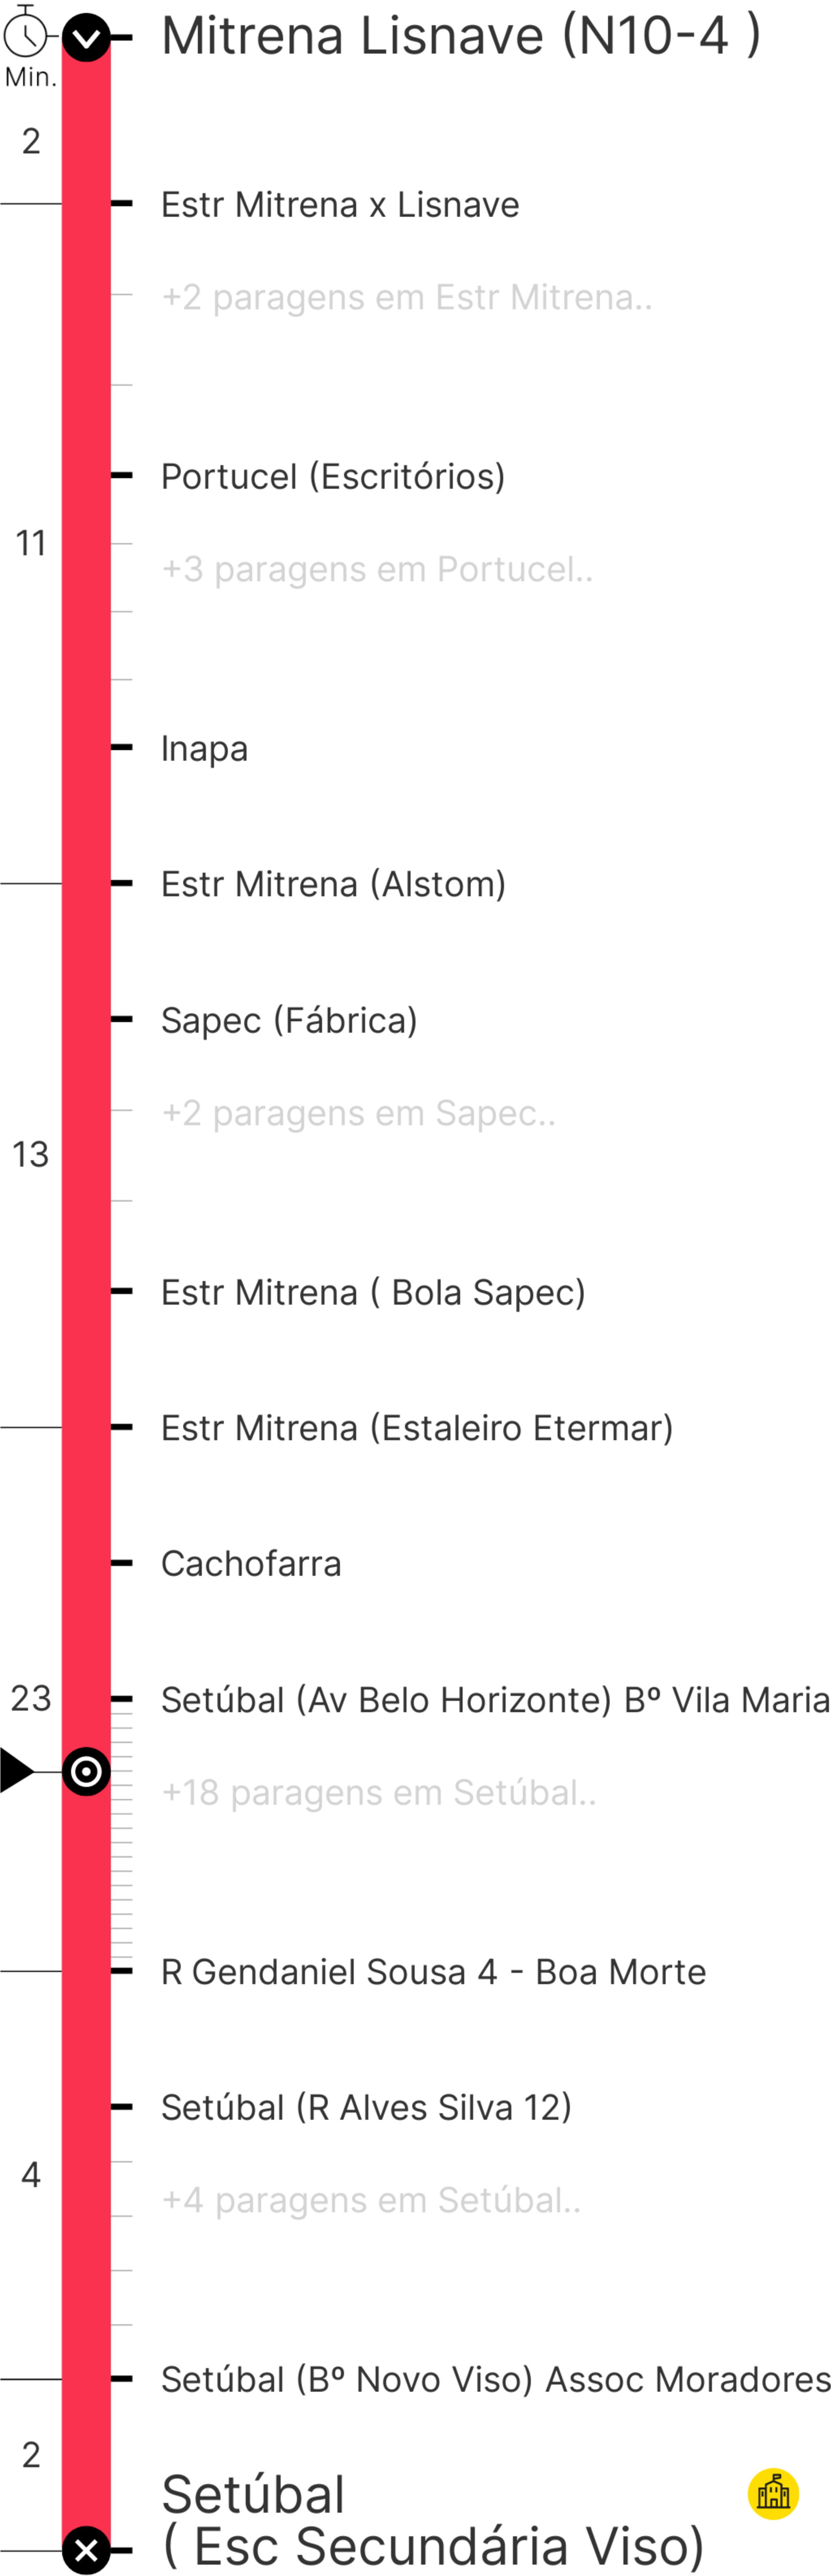 Mitrena Lisnave (N10-4 )
Min.
2
Estr Mitrena x Lisnave
+2 paragens em Estr Mitrena..
Portucel (Escritórios)
11
+3 paragens em Portucel..
Inapa
Estr Mitrena (Alstom)
Sapec (Fábrica)
+2 paragens em Sapec..
13
Estr Mitrena ( Bola Sapec)
Estr Mitrena (Estaleiro Etermar)
Cachofarra
23
Setúbal (Av Belo Horizonte) Bº Vila Maria
+18 paragens em Setúbal..
R Gendaniel Sousa 4 - Boa Morte
Setúbal (R Alves Silva 12)
4
+4 paragens em Setúbal..
Setúbal (Bº Novo Viso) Assoc Moradores
2
Setúbal
( Esc Secundária Viso)